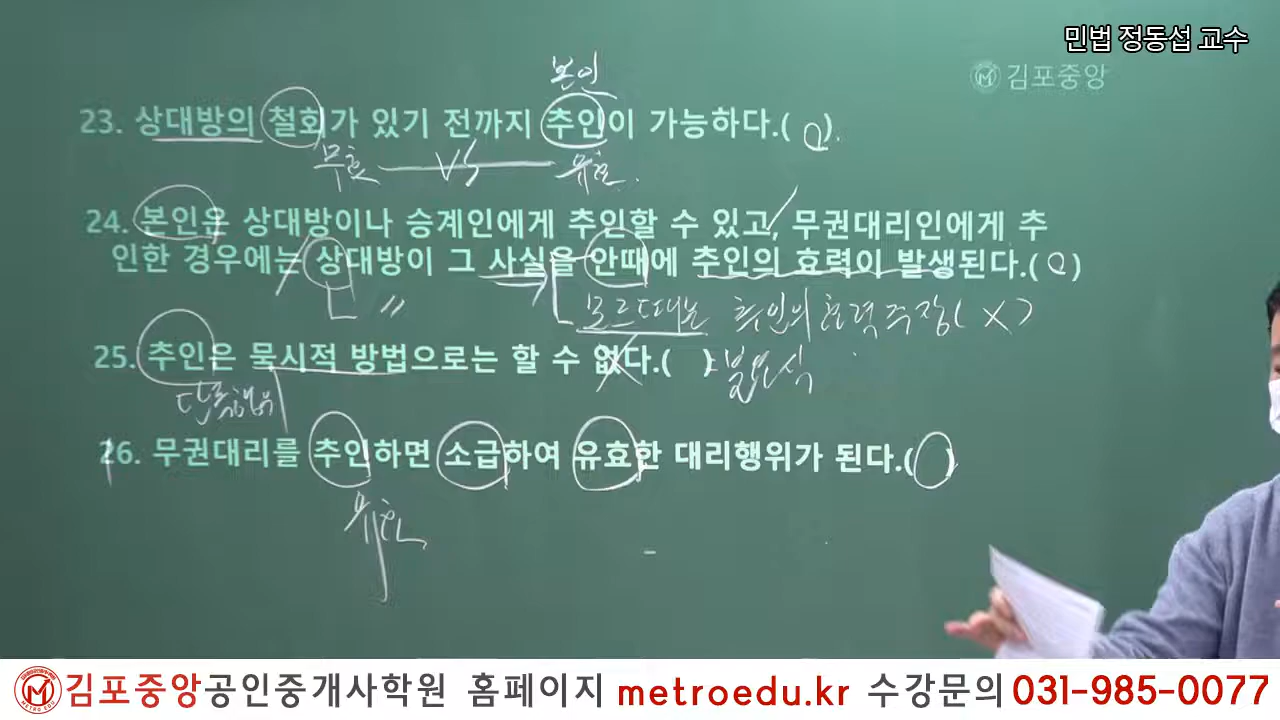 민법 정동섭 교수
김포중앙
본인
23. 상대방의 철회가 있기 전까지 추인이 가능하다.( O ).
무효 VS 유효
24. 본인은 상대방이나 승계인에게 추인할 수 있고, 무권대리인에게 추
인한 경우에는 상대방이 그 사실을 안때에 추인의 효력이 발생된다.( O )
모르는때는 추인의 효력 주장( X )
25. 추인은 묵시적 방법으로는 할 수 없다.( ) 불요식
단독행위
26. 무권대리를 추인하면 소급하여 유효한 대리행위가 된다.( )
유효
METRO EDU
김포중앙공인중개사학원 홈페이지 metroedu.kr 수강문의 031-985-0077